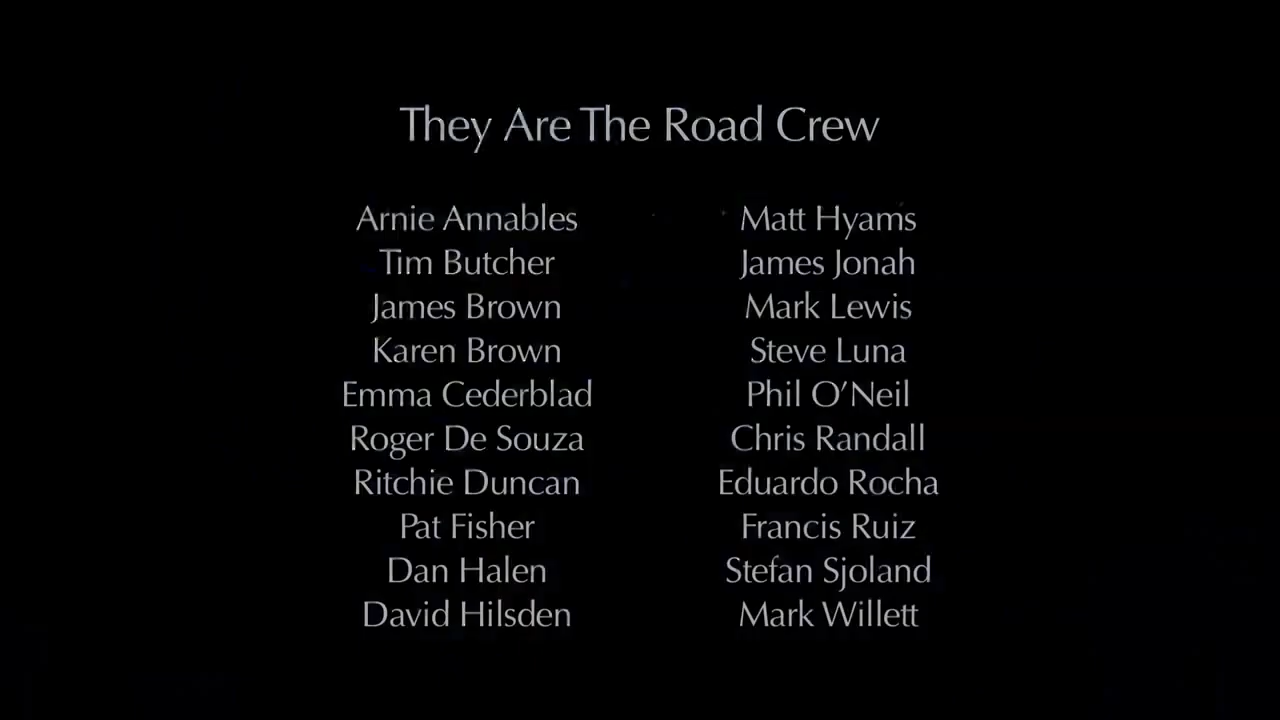 They Are The Road Crew
Arnie Annables
Tim Butcher
James Brown
Karen Brown
Emma Cederblad
Roger De Souza
Ritchie Duncan
Pat Fisher
Dan Halen
David Hilsden
Matt Hyams
James Jonah
Mark Lewis
Steve Luna
Phil O’Neil
Chris Randall
Eduardo Rocha
Francis Ruiz
Stefan Sjoland
Mark Willett